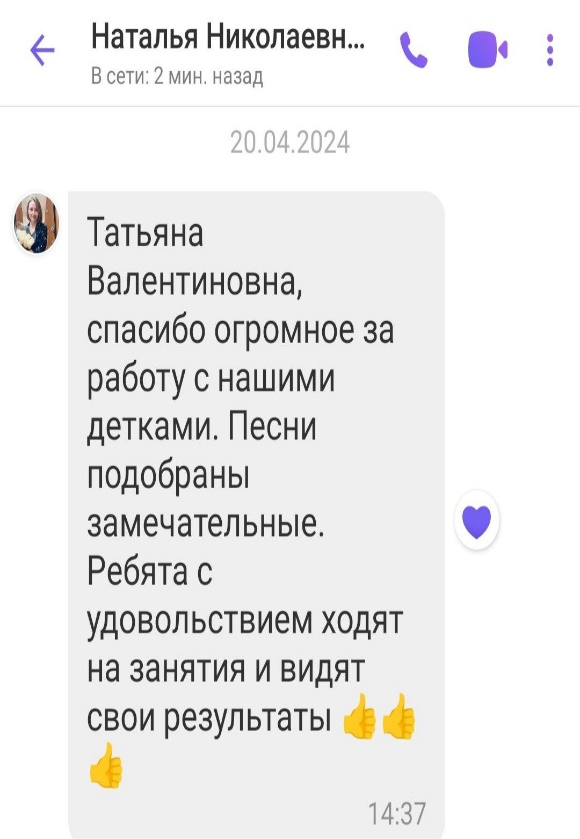 Наталья Николаевн...
В сети: 2 мин. назад
20.04.2024
Татьяна
Валентиновна,
спасибо огромное за
работу с нашими
детками. Песни
подобраны
замечательные.
Ребята с
удовольствием ходят
на занятия и видят
свои результаты 👍👍
👍
14:37